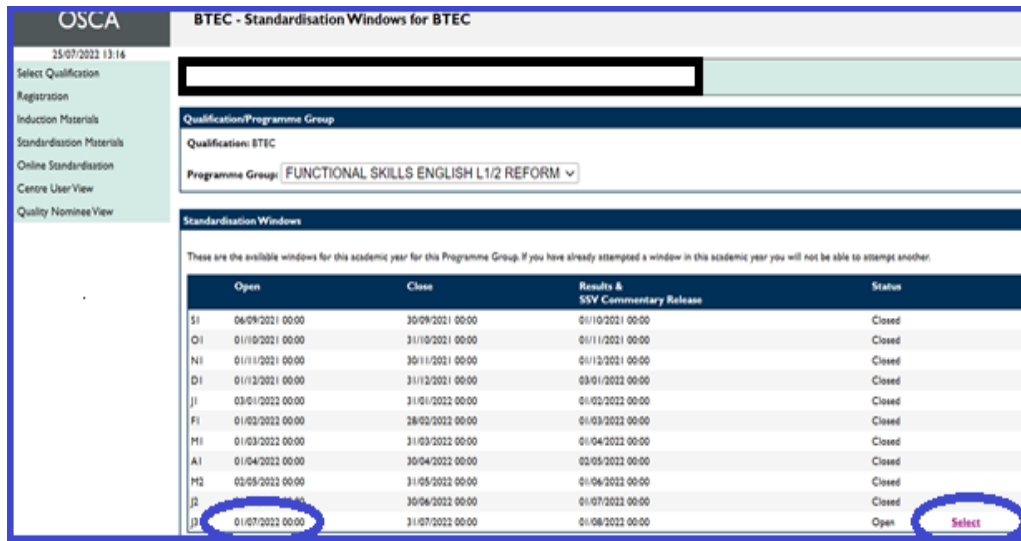 OSCA
BTEC - Standardisation Windows for BTEC
25/07/2022 13:16
Select Qualification
Registration
Induction Materials
Standardisation Materials
Online Standardisation
Centre User View
Quality Nominee View
Qualification/Programme Group
Qualification: BTEC
Programme Group: FUNCTIONAL SKILLS ENGLISH L1/2 REFORM
Standardisation Windows
These are the available windows for this academic year for this Programme Group. If you have already attempted a window in this academic year you will not be able to attempt another.
Open Close Results & SSV Commentary Release Status
S1 06/09/2021 00:00 30/09/2021 00:00 01/10/2021 00:00 Closed
O1 01/10/2021 00:00 31/10/2021 00:00 01/11/2021 00:00 Closed
N1 01/11/2021 00:00 30/11/2021 00:00 01/12/2021 00:00 Closed
D1 01/12/2021 00:00 31/12/2021 00:00 03/01/2022 00:00 Closed
J1 03/01/2022 00:00 31/01/2022 00:00 01/02/2022 00:00 Closed
F1 01/02/2022 00:00 28/02/2022 00:00 01/03/2022 00:00 Closed
M1 01/03/2022 00:00 31/03/2022 00:00 01/04/2022 00:00 Closed
A1 01/04/2022 00:00 30/04/2022 00:00 02/05/2022 00:00 Closed
M2 02/05/2022 00:00 31/05/2022 00:00 01/06/2022 00:00 Closed
J2 30/06/2022 00:00 01/07/2022 00:00 Closed
J3 01/07/2022 00:00 31/07/2022 00:00 01/08/2022 00:00 Open Select